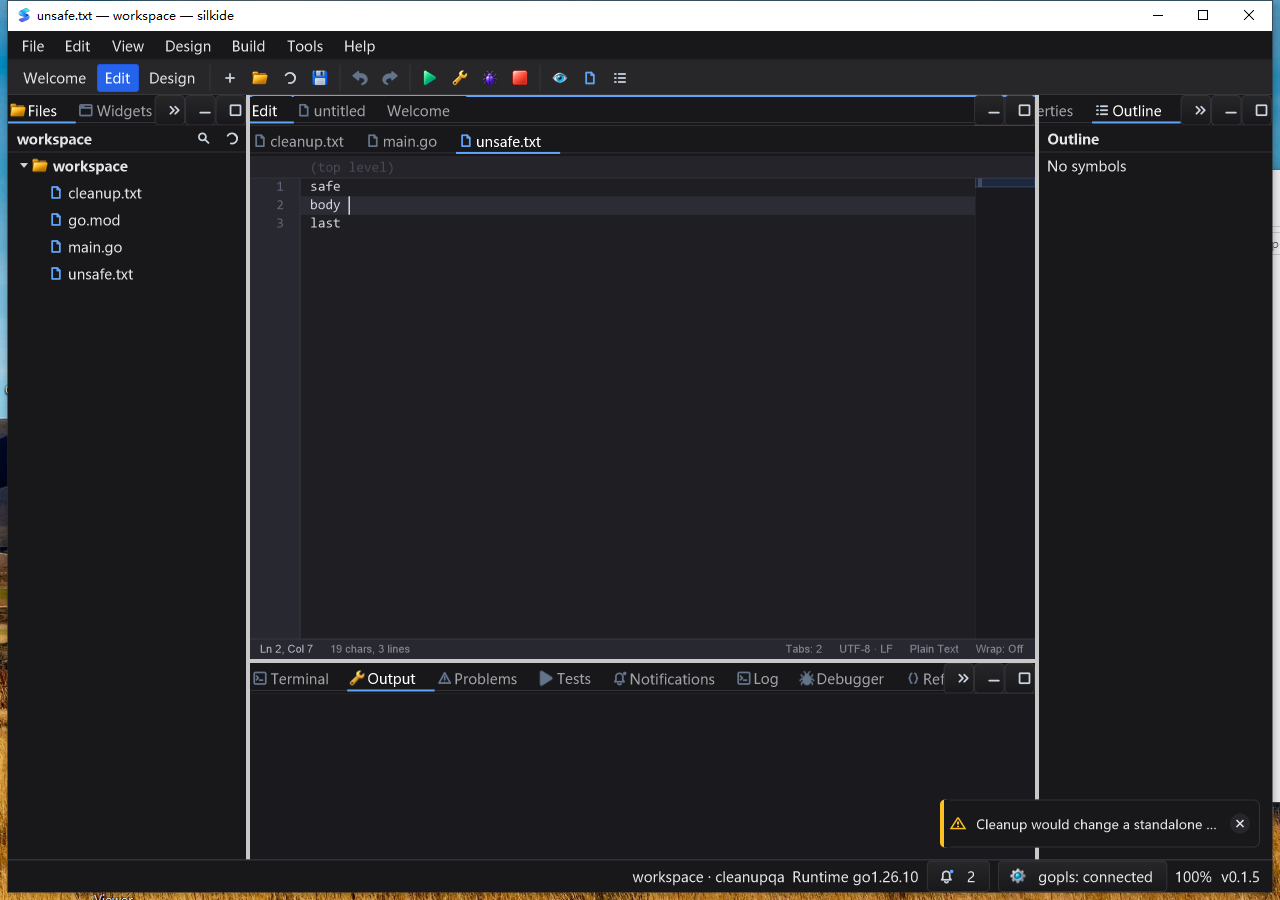 unsafe.txt — workspace — silkide
File Edit View Design Build Tools Help
Welcome Edit Design
Files Widgets
Edit untitled Welcome
erties Outline
workspace
cleanup.txt main.go unsafe.txt
Outline
workspace
(top level)
No symbols
1 safe
cleanup.txt
2 body
go.mod
3 last
main.go
unsafe.txt
Ln 2, Col 7 19 chars, 3 lines Tabs: 2 UTF-8 · LF Plain Text Wrap: Off
Terminal Output Problems Tests Notifications Log Debugger Ref
Cleanup would change a standalone ...
workspace · cleanupqa Runtime go1.26.10 2 gopls: connected 100% v0.1.5